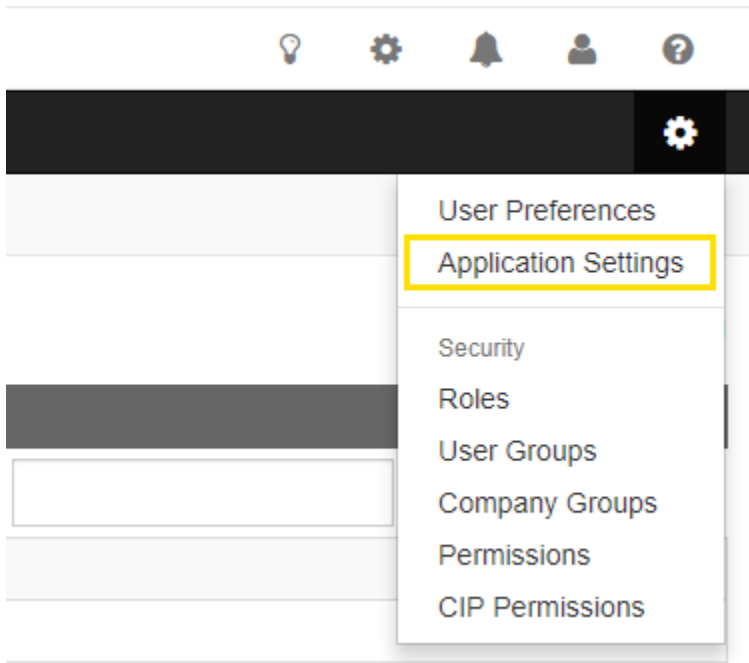 User Preferences
Application Settings
Security
Roles
User Groups
Company Groups
Permissions
CIP Permissions